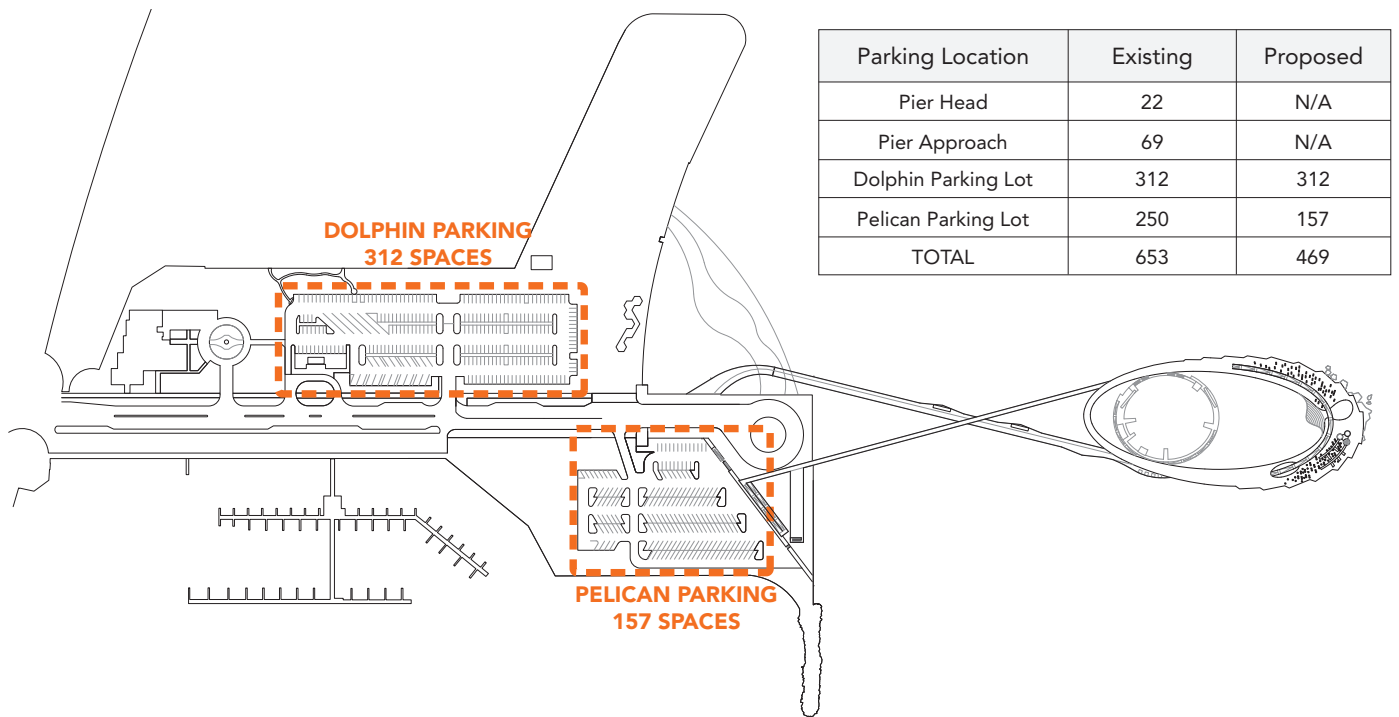 Parking Location Existing Proposed
Pier Head 22 N/A
Pier Approach 69 N/A
Dolphin Parking Lot 312 312
Pelican Parking Lot 250 157
TOTAL 653 469
DOLPHIN PARKING
312 SPACES
PELICAN PARKING
157 SPACES